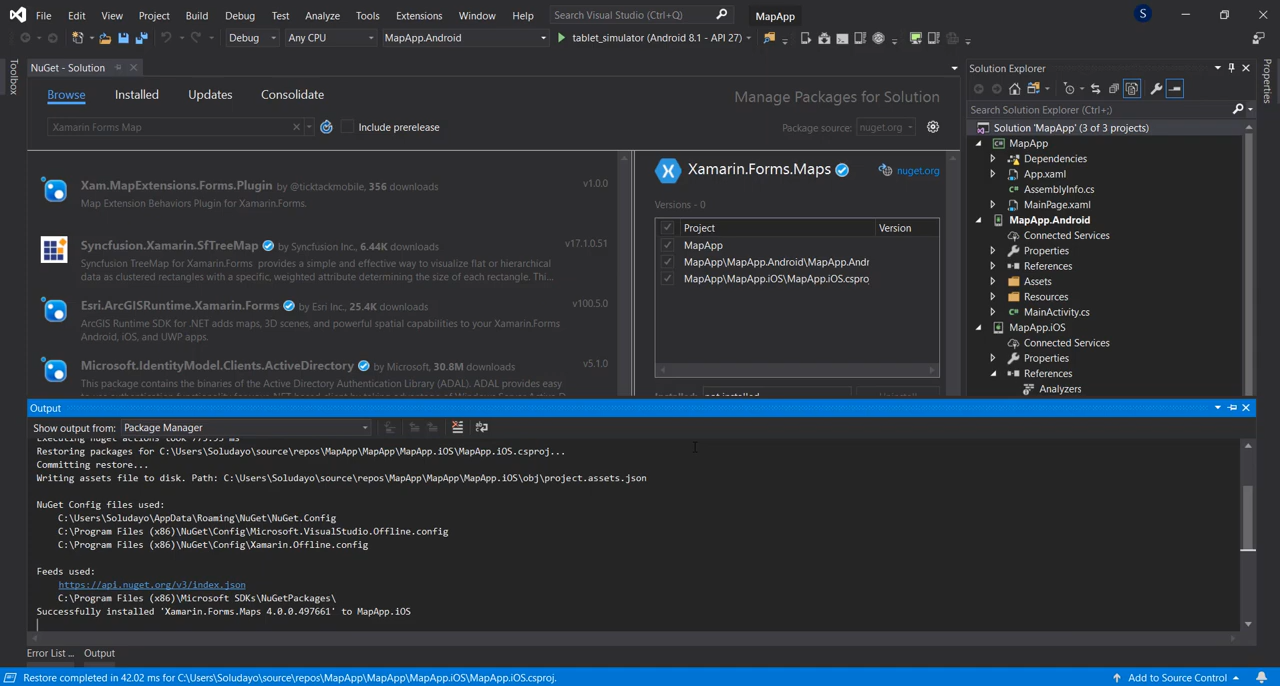 File Edit View Project Build Debug Test Analyze Tools Extensions Window Help Search Visual Studio (Ctrl+Q) MapApp S
Debug Any CPU MapApp.Android tablet_simulator (Android 8.1 - API 27)
Toolbox
NuGet - Solution
Browse Installed Updates Consolidate
Manage Packages for Solution
Xamarin Forms Map Include prerelease
Package source: nuget.org
Xam.MapExtensions.Forms.Plugin by @ticktackmobile, 356 downloads v1.0.0
Map Extension Behaviors Plugin for Xamarin.Forms.
Syncfusion.Xamarin.SfTreeMap by Syncfusion Inc., 6.44K downloads v17.1.0.51
TreeMap for Xamarin.Forms provides a simple and effective way to visualize flat or hierarchical
data as clustered rectangles with a specific, weighted attribute determining the size of each rectangle. This...
Esri.ArcGISRuntime.Xamarin.Forms by Esri Inc., 25.4K downloads v100.5.0
ArcGIS Runtime SDK for .NET adds maps, 3D scenes, and powerful spatial capabilities to your Xamarin.Forms
Android, iOS, and UWP apps.
Microsoft.IdentityModel.Clients.ActiveDirectory by Microsoft, 30.8M downloads v5.1.0
This package contains the binaries of the Active Directory Authentication Library (ADAL). ADAL provides easy
Xamarin.Forms.Maps nuget.org
Versions - 0
Project Version
MapApp
MapApp\MapApp.Android\MapApp.Andr
MapApp\MapApp.iOS\MapApp.iOS.csproj
Solution Explorer
Search Solution Explorer (Ctrl+;)
Solution 'MapApp' (3 of 3 projects)
MapApp
Dependencies
App.xaml
AssemblyInfo.cs
MainPage.xaml
MapApp.Android
Connected Services
Properties
References
Assets
Resources
MainActivity.cs
MapApp.iOS
Connected Services
Properties
References
Analyzers
Properties
Output
Show output from: Package Manager
Executing nuget actions took 775.55 ms
Restoring packages for C:\Users\Soludayo\source\repos\MapApp\MapApp\MapApp.iOS\MapApp.iOS.csproj...
Committing restore...
Writing assets file to disk. Path: C:\Users\Soludayo\source\repos\MapApp\MapApp\MapApp.iOS\obj\project.assets.json
NuGet Config files used:
C:\Users\Soludayo\AppData\Roaming\NuGet\NuGet.Config
C:\Program Files (x86)\NuGet\Config\Microsoft.VisualStudio.Offline.config
C:\Program Files (x86)\NuGet\Config\Xamarin.Offline.config
Feeds used:
https://api.nuget.org/v3/index.json
C:\Program Files (x86)\Microsoft SDKs\NuGetPackages\
Successfully installed 'Xamarin.Forms.Maps 4.0.0.497661' to MapApp.iOS
Error List ... Output
Restore completed in 42.02 ms for C:\Users\Soludayo\source\repos\MapApp\MapApp\MapApp.iOS\MapApp.iOS.csproj. Add to Source Control